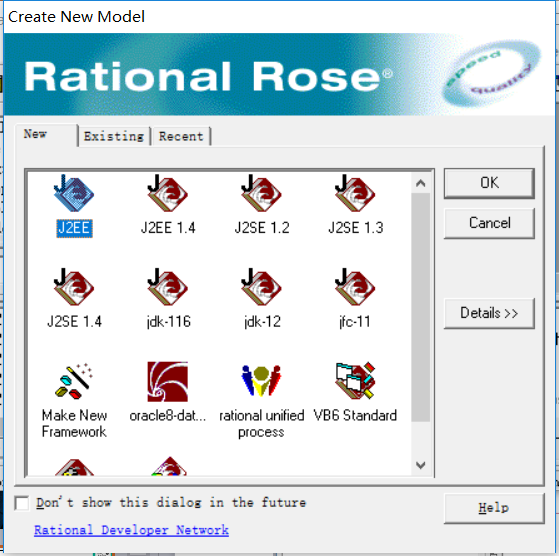 Create New Model
Rational Rose®
speed
quality
New Existing Recent
J2EE J2EE 1.4 J2SE 1.2 J2SE 1.3
J2SE 1.4 jdk-116 jdk-12 jfc-11
Make New
Framework
oracle8-dat...
rational unified
process
VB6 Standard
OK
Cancel
Details >>
Don't show this dialog in the future
Help
Rational Developer Network